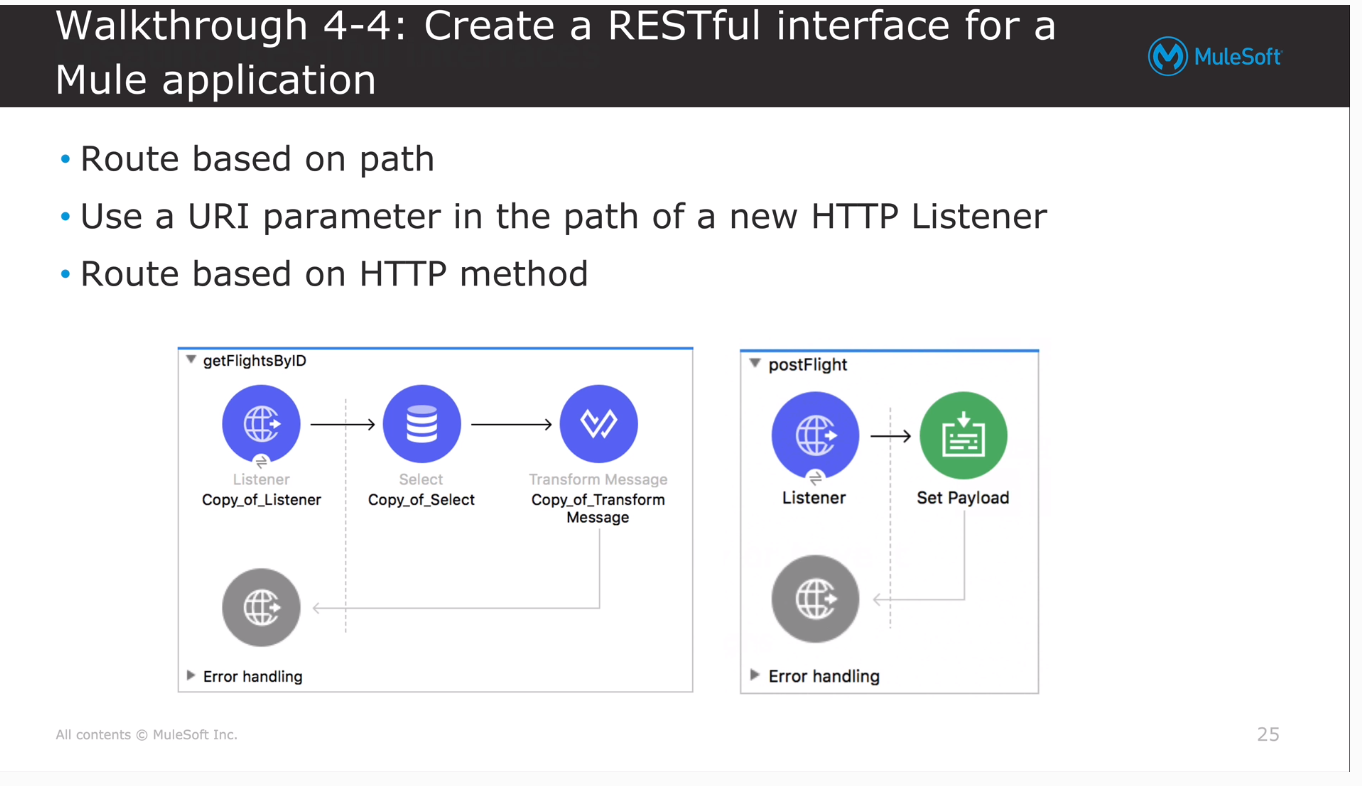 Walkthrough 4-4: Create a RESTful interface for a
Mule application
MuleSoft
• Route based on path
• Use a URI parameter in the path of a new HTTP Listener
• Route based on HTTP method
getFlightsByID
Listener
Copy_of_Listener
Select
Copy_of_Select
Transform Message
Copy_of_Transform
Message
Error handling
postFlight
Listener
Set Payload
Error handling
All contents © MuleSoft Inc.
25